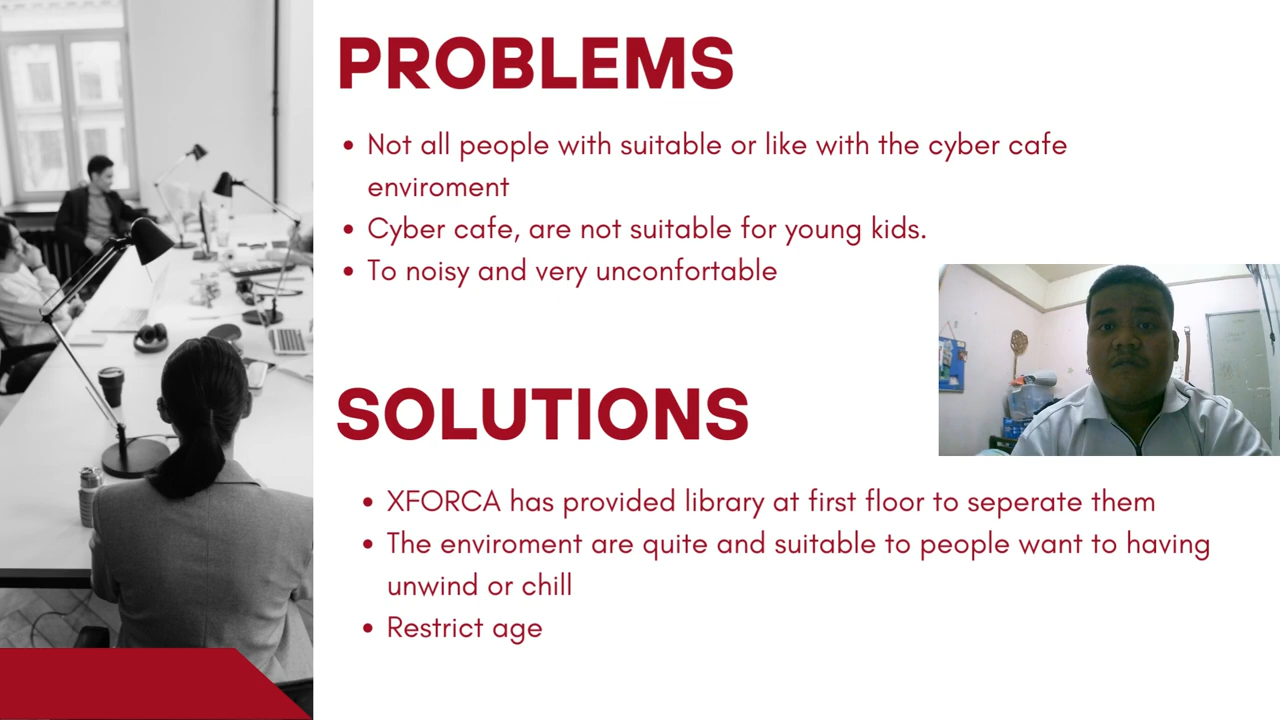 PROBLEMS
• Not all people with suitable or like with the cyber cafe
enviroment
• Cyber cafe, are not suitable for young kids.
• To noisy and very unconfortable
SOLUTIONS
• XFORCA has provided library at first floor to seperate them
• The enviroment are quite and suitable to people want to having
unwind or chill
• Restrict age